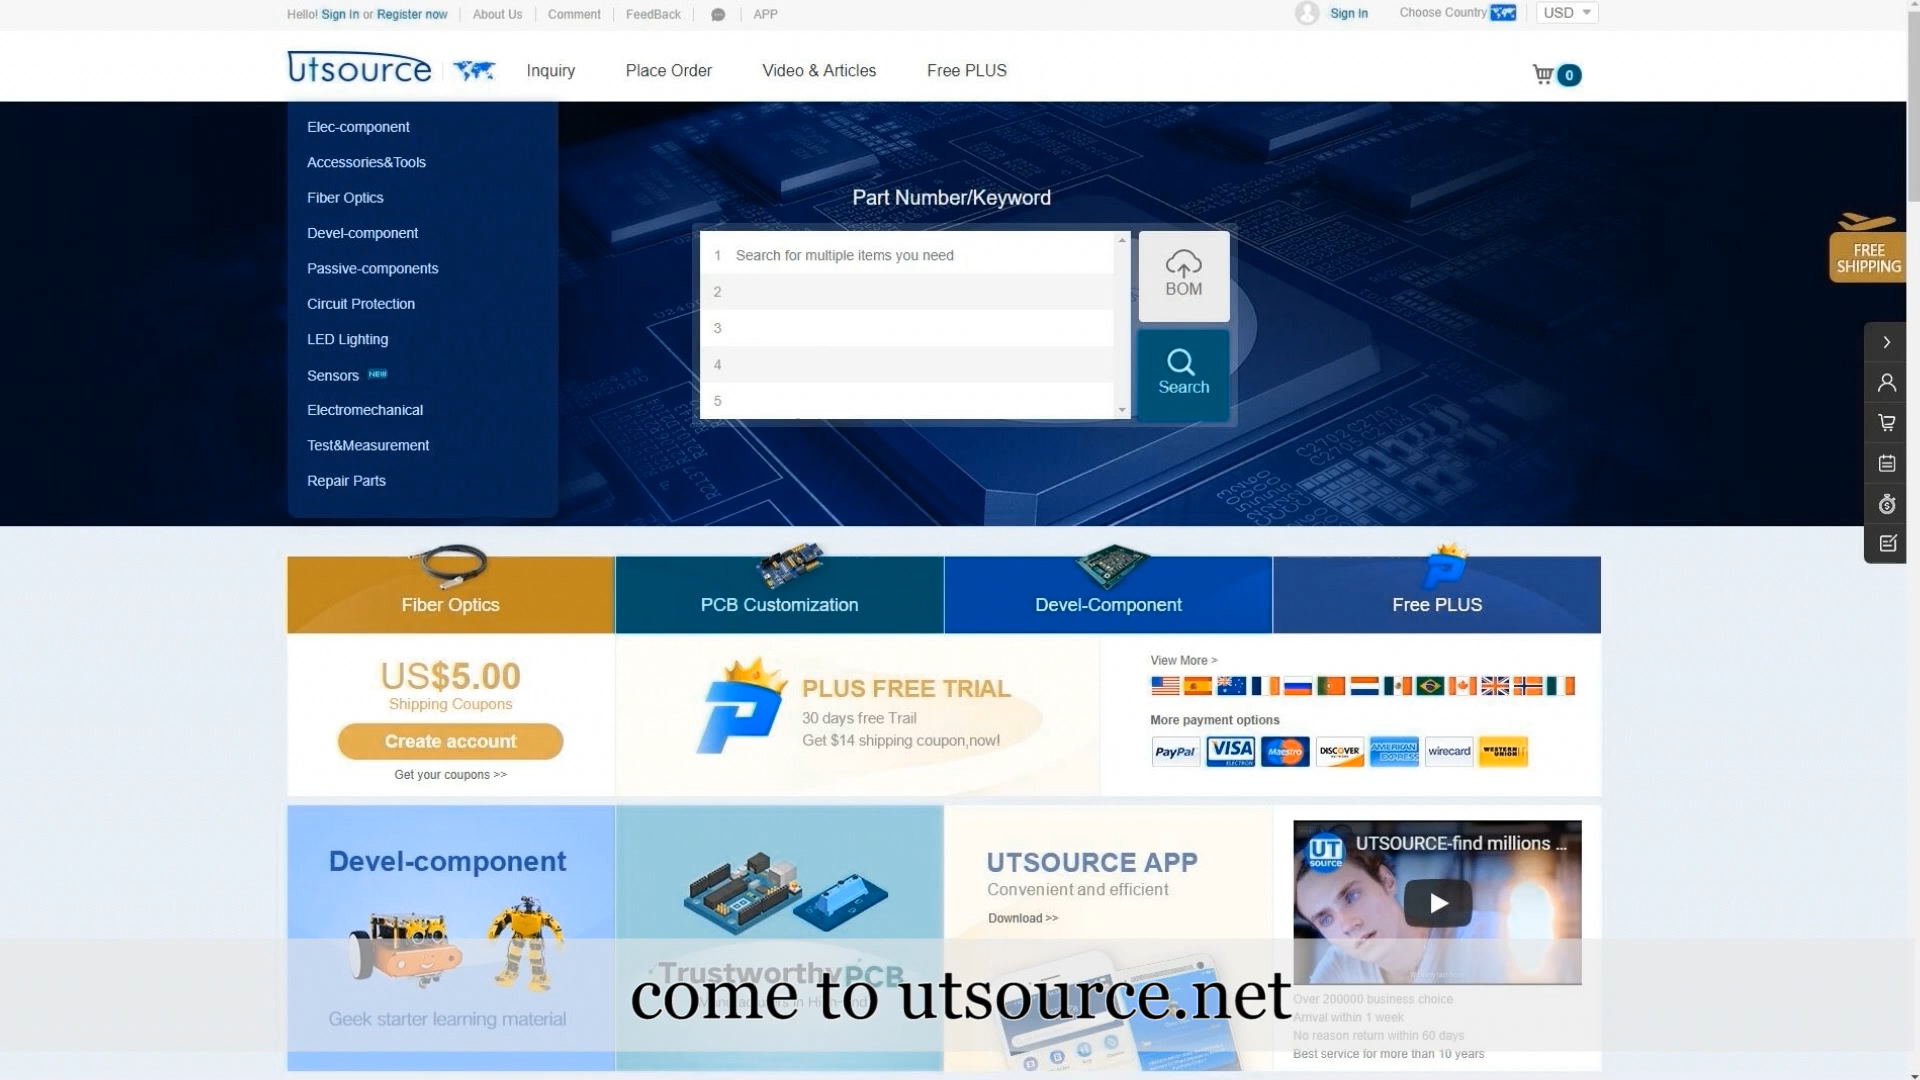 Hello! Sign In or Register now
About Us
Comment
FeedBack
APP
Sign In
Choose Country
USD
utsource
Inquiry
Place Order
Video & Articles
Free PLUS
0
Elec-component
Accessories&Tools
Fiber Optics
Devel-component
Passive-components
Circuit Protection
LED Lighting
Sensors NEW
Electromechanical
Test&Measurement
Repair Parts
Part Number/Keyword
1 Search for multiple items you need
2
3
4
5
BOM
Search
FREE
SHIPPING
Fiber Optics
PCB Customization
Devel-Component
Free PLUS
US$5.00
Shipping Coupons
Create account
Get your coupons >>
PLUS FREE TRIAL
30 days free Trail
Get $14 shipping coupon,now!
View More >
More payment options
PayPal
VISA
ELECTRON
Maestro
DISCOVER
AMERICAN
EXPRESS
wirecard
WESTERN
UNION
Devel-component
Geek starter learning material
Trustworthy PCB
UTSOURCE APP
Convenient and efficient
Download >>
UT
source
UTSOURCE-find millions ...
Over 200000 business choice
Arrival within 1 week
No reason return within 60 days
Best service for more than 10 years
come to utsource.net